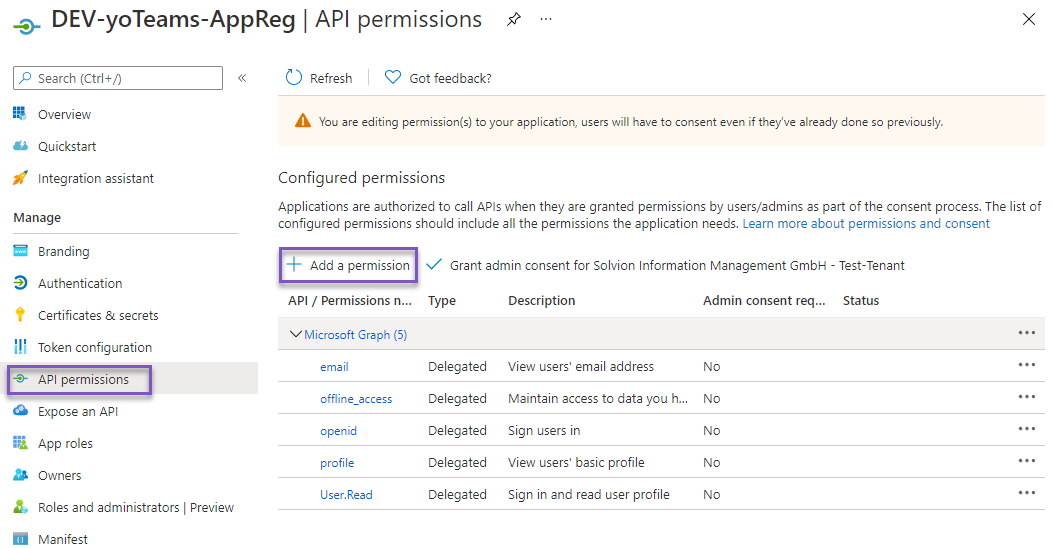 DEV-yoTeams-AppReg | API permissions
Search (Ctrl+/)
Overview
Quickstart
Integration assistant
Manage
Branding
Authentication
Certificates & secrets
Token configuration
API permissions
Expose an API
App roles
Owners
Roles and administrators | Preview
Manifest
Refresh
Got feedback?
You are editing permission(s) to your application, users will have to consent even if they've already done so previously.
Configured permissions
Applications are authorized to call APIs when they are granted permissions by users/admins as part of the consent process. The list of
configured permissions should include all the permissions the application needs. Learn more about permissions and consent
Add a permission Grant admin consent for Solvion Information Management GmbH - Test-Tenant
API / Permissions n... Type Description Admin consent req... Status
Microsoft Graph (5)
email Delegated View users' email address No
offline_access Delegated Maintain access to data you h... No
openid Delegated Sign users in No
profile Delegated View users' basic profile No
User.Read Delegated Sign in and read user profile No